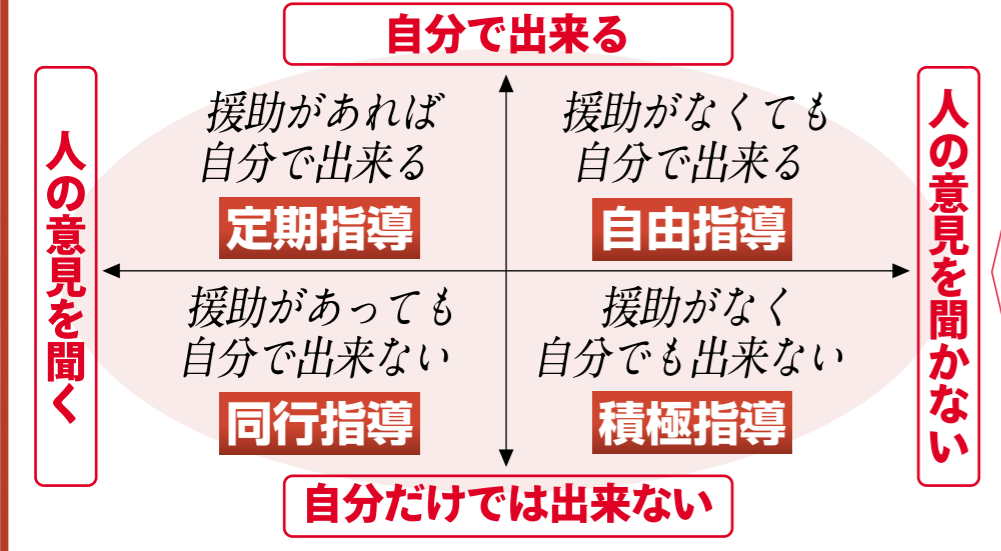 自分で出来る
人の意見を聞く
援助があれば
自分で出来る
定期指導
援助がなくても
自分で出来る
自由指導
人の意見を聞かない
援助があっても
自分で出来ない
同行指導
援助がなく
自分でも出来ない
積極指導
自分だけでは出来ない